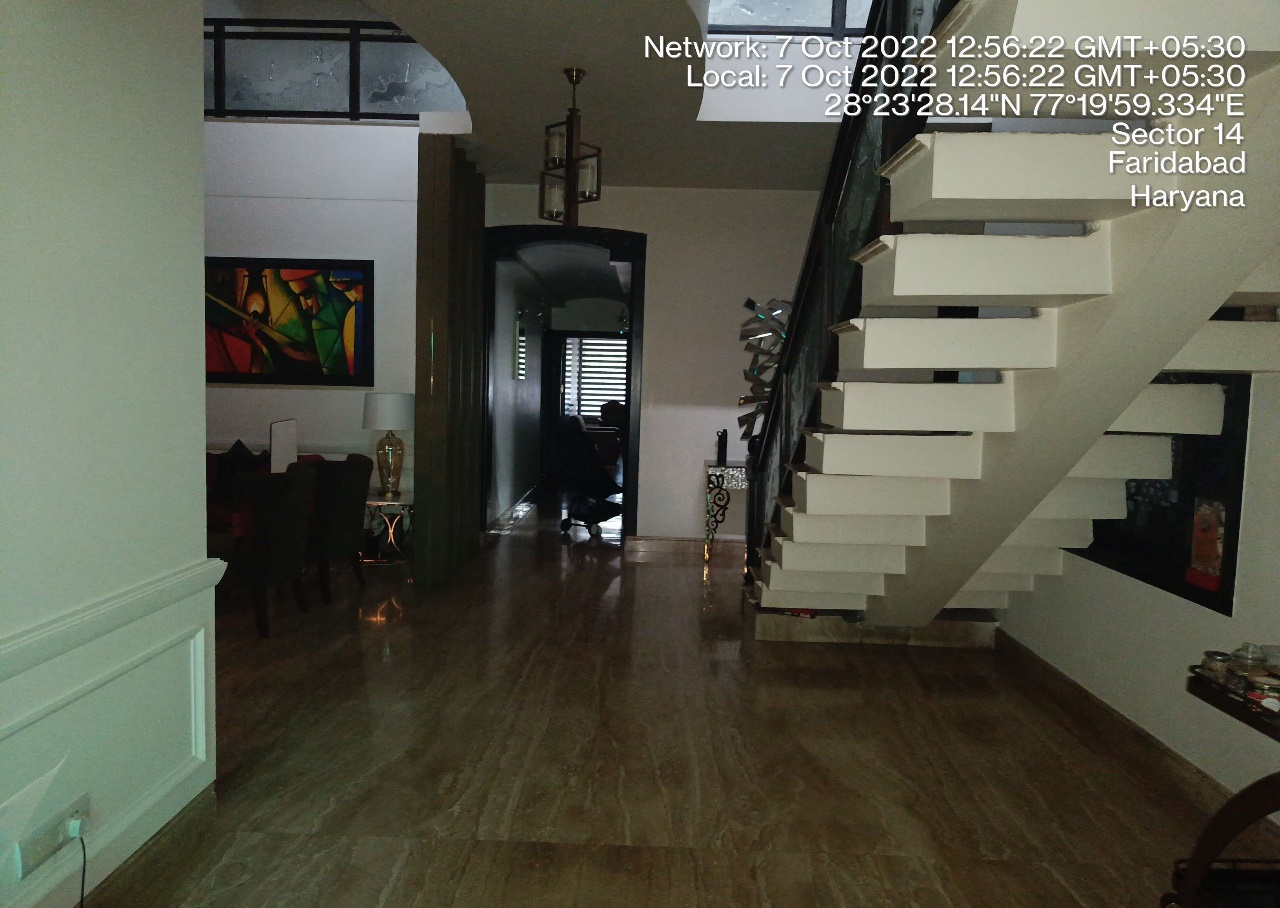 Network: 7 Oct 2022 12:56:22 GMT+05:30
Local: 7 Oct 2022 12:56:22 GMT+05:30
28°23'28.14"N 77°19'59.334"E
Sector 14
Faridabad
Haryana